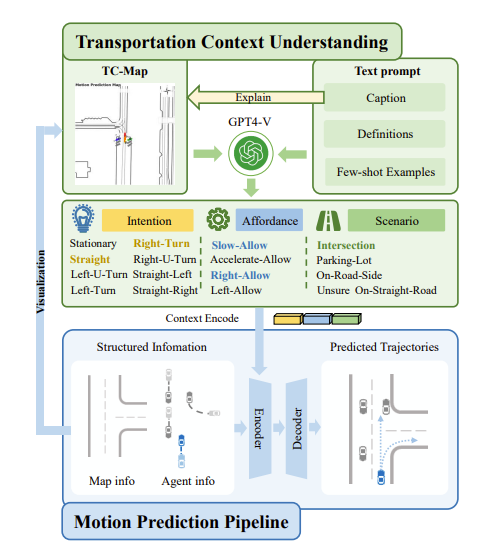 Transportation Context Understanding
TC-Map
Motion Prediction Map
Explain
GPT4-V
Text prompt
Caption
Definitions
Few-shot Examples
Visualization
Intention
Stationary Right-Turn
Straight Right-U-Turn
Left-U-Turn Straight-Left
Left-Turn Straight-Right
Affordance
Slow-Allow
Accelerate-Allow
Right-Allow
Left-Allow
Scenario
Intersection
Parking-Lot
On-Road-Side
Unsure On-Straight-Road
Context Encode
Structured Infomation
Map info
Agent info
Encoder
Decoder
Predicted Trajectories
Motion Prediction Pipeline